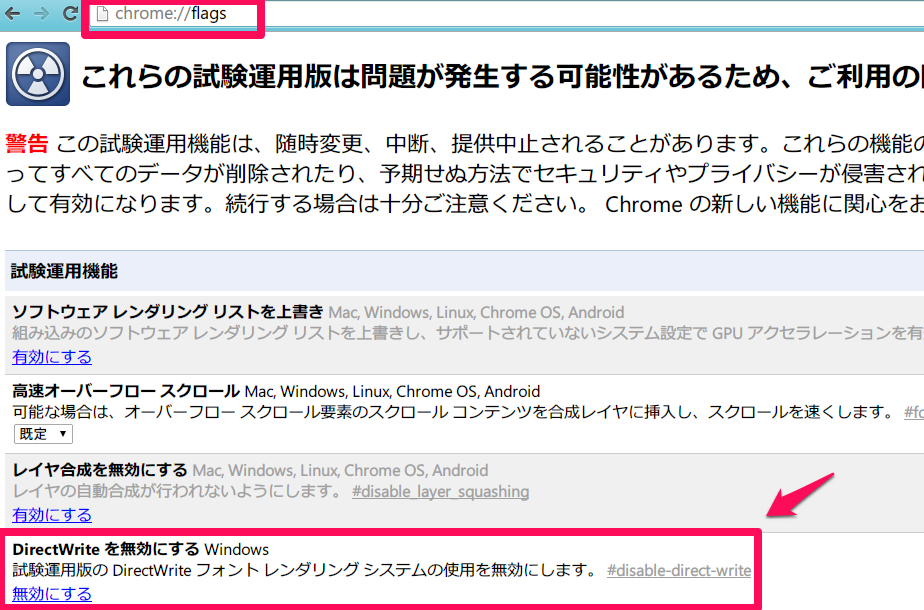 chrome://flags
これらの試験運用版は問題が発生する可能性があるため、ご利用の
警告 この試験運用機能は、随時変更、中断、提供中止されることがあります。これらの機能の
ってすべてのデータが削除されたり、予期せぬ方法でセキュリティやプライバシーが侵害され
して有効になります。続行する場合は十分ご注意ください。 Chrome の新しい機能に関心をお
試験運用機能
ソフトウェア レンダリング リストを上書き Mac, Windows, Linux, Chrome OS, Android
組み込みのソフトウェア レンダリング リストを上書きし、サポートされていないシステム設定で GPU アクセラレーションを有
有効にする
高速オーバーフロー スクロール Mac, Windows, Linux, Chrome OS, Android
可能な場合は、オーバーフロー スクロール要素のスクロール コンテンツを合成レイヤに挿入し、スクロールを速くします。 #fo
既定
レイヤ合成を無効にする Mac, Windows, Linux, Chrome OS, Android
レイヤの自動合成が行われないようにします。 #disable_layer_squashing
有効にする
DirectWrite を無効にする Windows
試験運用版の DirectWrite フォント レンダリング システムの使用を無効にします。 #disable-direct-write
無効にする